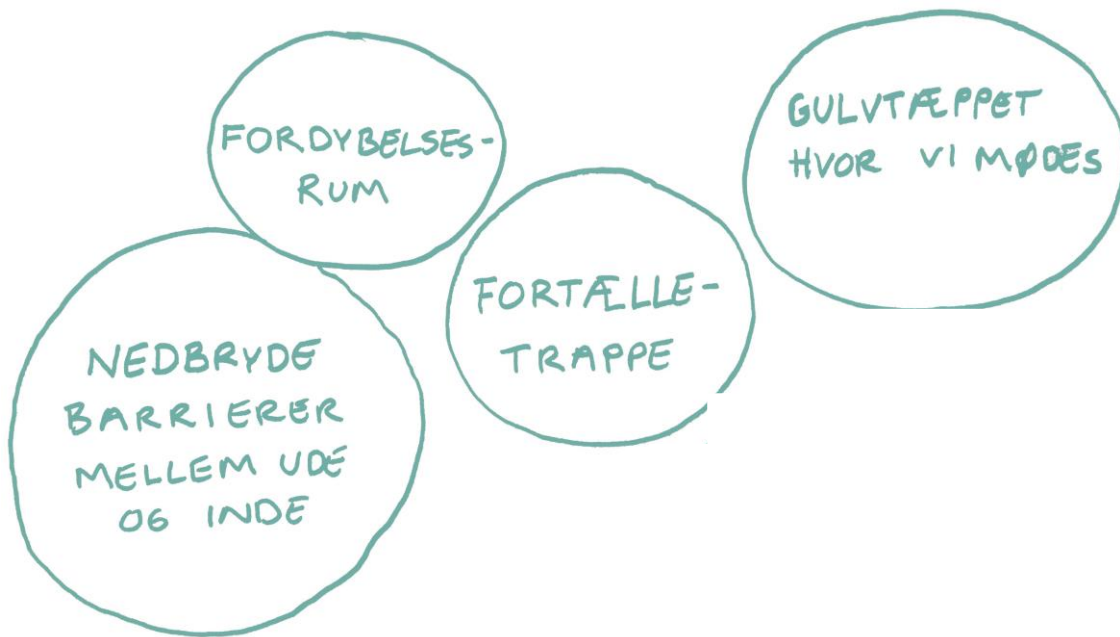 FORDYBELSES-
RUM
GULVTÆPPET
HVOR VI MØDES
FORTÆLLE-
TRAPPE
NEDBRYDE
BARRIERER
MELLEM UDE
OG INDE